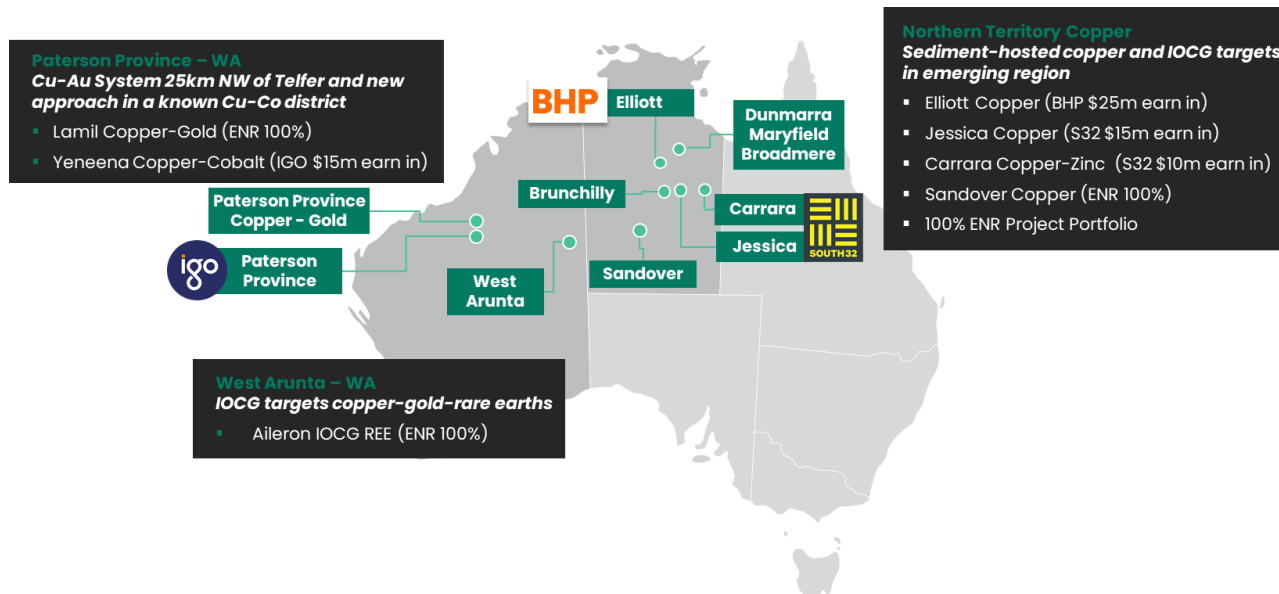 Paterson Province – WA
Cu-Au System 25km NW of Telfer and new
approach in a known Cu-Co district
▪ Lamil Copper-Gold (ENR 100%)
▪ Yeneena Copper-Cobalt (IGO $15m earn in)
Northern Territory Copper
Sediment-hosted copper and IOCG targets
in emerging region
▪ Elliott Copper (BHP $25m earn in)
▪ Jessica Copper (S32 $15m earn in)
▪ Carrara Copper-Zinc (S32 $10m earn in)
▪ Sandover Copper (ENR 100%)
▪ 100% ENR Project Portfolio
BHP
Elliott
Dunmarra
Maryfield
Broadmere
Brunchilly
Paterson Province
Copper - Gold
Carrara
SOUTH32
Jessica
igo
Paterson
Province
West
Arunta
Sandover
West Arunta – WA
IOCG targets copper-gold-rare earths
▪ Aileron IOCG REE (ENR 100%)